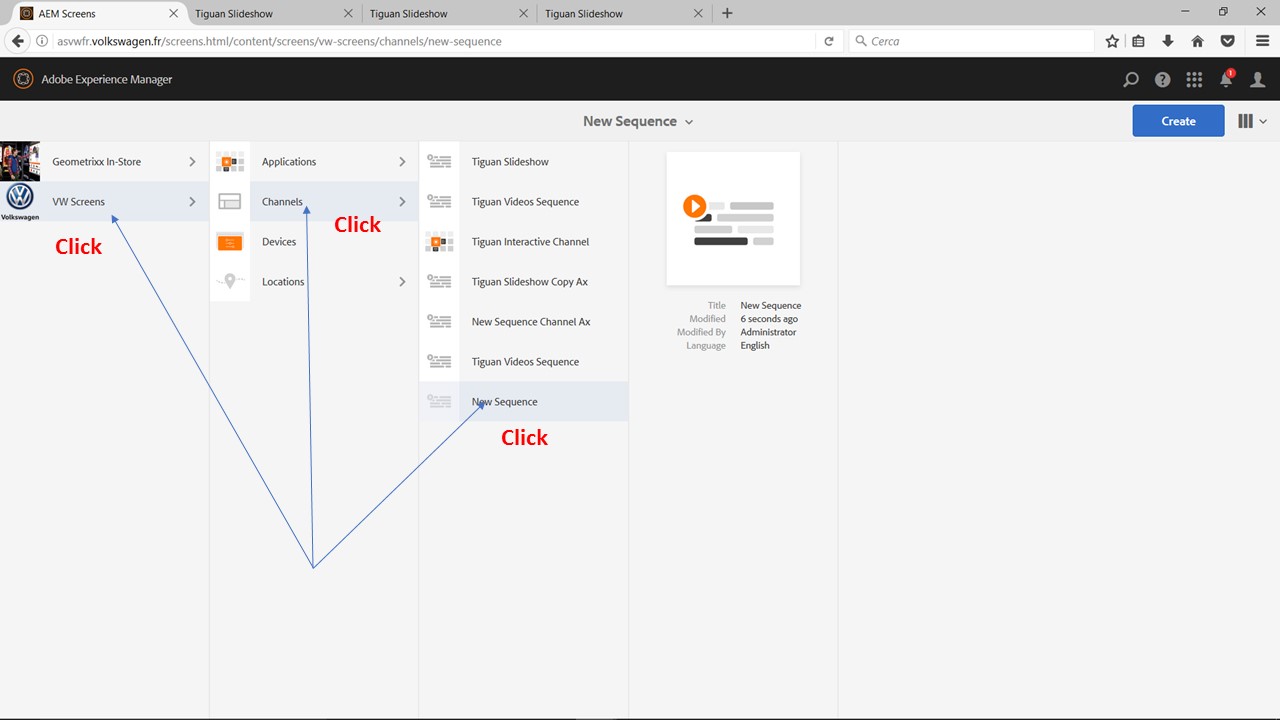 AEM Screens
Tiguan Slideshow
Tiguan Slideshow
Tiguan Slideshow
asvwfr.volkswagen.fr/screens.html/content/screens/vw-screens/channels/new-sequence
Cerca
Adobe Experience Manager
1
New Sequence
Create
Geometrixx In-Store
VW Screens
Volkswagen
Click
Applications
Channels
Click
Devices
Locations
Tiguan Slideshow
Tiguan Videos Sequence
Tiguan Interactive Channel
Tiguan Slideshow Copy Ax
New Sequence Channel Ax
Tiguan Videos Sequence
New Sequence
Click
Title New Sequence
Modified 6 seconds ago
Modified By Administrator
Language English